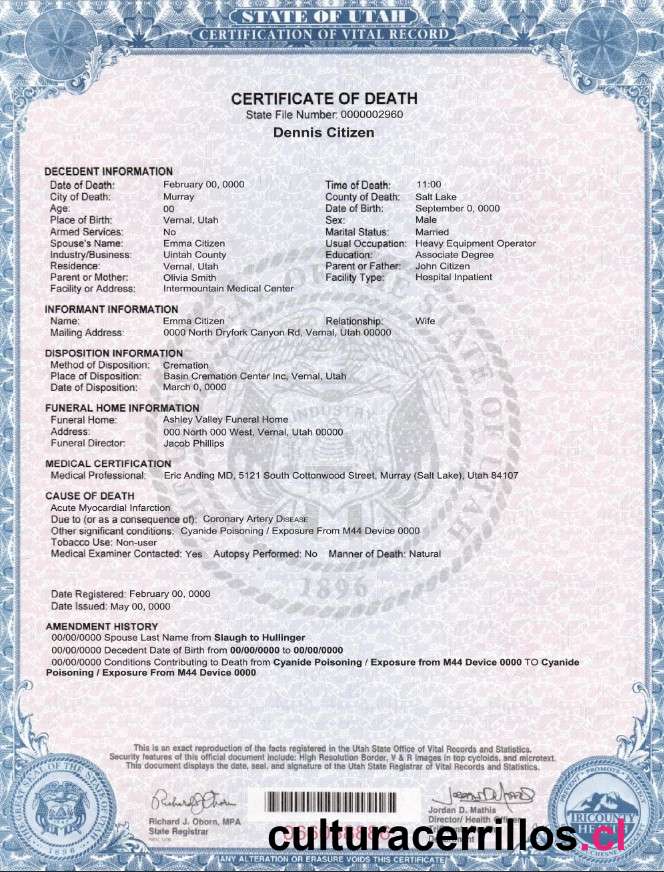 STATE OF UTAH
CERTIFICATION OF VITAL RECORD
CERTIFICATE OF DEATH
State File Number: 0000002960
Dennis Citizen
DECEDENT INFORMATION
Date of Death: February 00, 0000 Time of Death: 11:00
City of Death: Murray County of Death: Salt Lake
Age: 00 Date of Birth: September 0, 0000
Place of Birth: Vernal, Utah Sex: Male
Armed Services: No Marital Status: Married
Spouse's Name: Emma Citizen Usual Occupation: Heavy Equipment Operator
Industry/Business: Uintah County Education: Associate Degree
Residence: Vernal, Utah Parent or Father: John Citizen
Parent or Mother: Olivia Smith Facility Type: Hospital Inpatient
Facility or Address: Intermountain Medical Center
INFORMANT INFORMATION
Name: Emma Citizen Relationship: Wife
Mailing Address: 0000 North Dryfork Canyon Rd, Vernal, Utah 00000
DISPOSITION INFORMATION
Method of Disposition: Cremation
Place of Disposition: Basin Cremation Center Inc, Vernal, Utah
Date of Disposition: March 0, 0000
FUNERAL HOME INFORMATION
Funeral Home: Ashley Valley Funeral Home
Address: 000 North 000 West, Vernal, Utah 00000
Funeral Director: Jacob Phillips
MEDICAL CERTIFICATION
Medical Professional: Eric Anding MD, 5121 South Cottonwood Street, Murray (Salt Lake), Utah 84107
CAUSE OF DEATH
Acute Myocardial Infarction
Due to (or as a consequence of): Coronary Artery DISEASE
Other significant conditions: Cyanide Poisoning / Exposure From M44 Device 0000
Tobacco Use: Non-user
Medical Examiner Contacted: Yes Autopsy Performed: No Manner of Death: Natural
INDUSTRY
1896
Date Registered: February 00, 0000
Date Issued: May 00, 0000
AMENDMENT HISTORY
00/00/0000 Spouse Last Name from Slaugh to Hullinger
00/00/0000 Decedent Date of Birth from 00/00/0000 to 00/00/0000
00/00/0000 Conditions Contributing to Death from Cyanide Poisoning / Exposure from M44 Device 0000 TO Cyanide
Poisoning / Exposure From M44 Device 0000
This is an exact reproduction of the facts registered in the Utah State Office of Vital Records and Statistics.
Security features of this official document include: High Resolution Border, V & R Images in top cycloids, and microtext.
This document displays the date, seal, and signature of the Utah State Registrar of Vital Records and Statistics.
Richard J. Oborn, MPA
State Registrar
Jordan D. Mathis
Director/ Health
TRICOUNTY
culturacerrillos.cl
ANY ALTERATION OR ERASURE VOIDS THIS CERTIFICATE